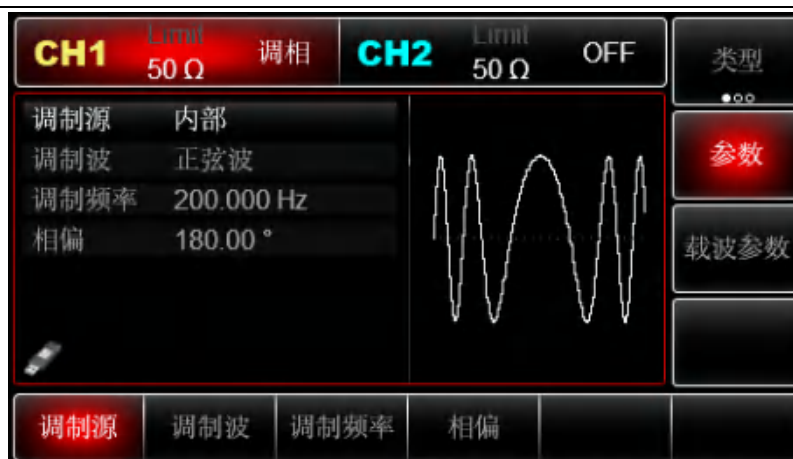 CH1 Limit 50 Ω 调相 CH2 Limit 50 Ω OFF
类型
调制源 内部
调制波 正弦波
调制频率 200.000 Hz
相偏 180.00 °
参数
载波参数
调制源 调制波 调制频率 相偏